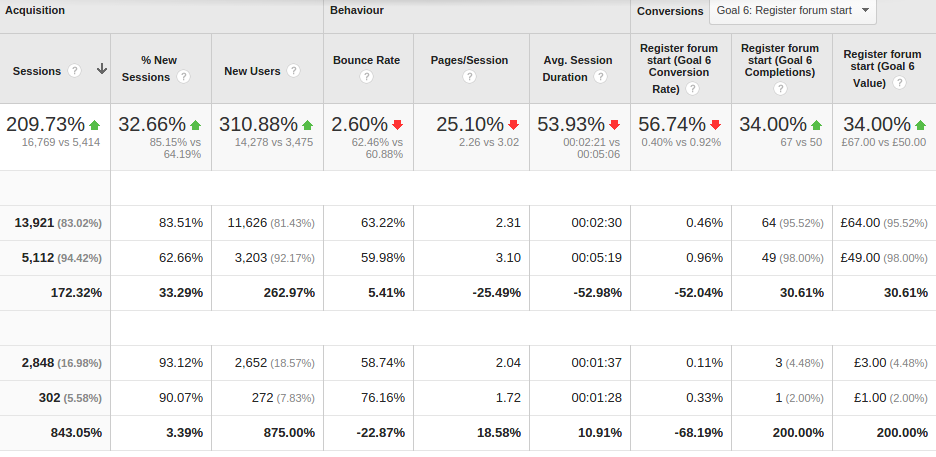 Acquisition Behaviour Conversions Goal 6: Register forum start
Sessions ? % New Sessions ? New Users ? Bounce Rate ? Pages/Session ? Avg. Session Duration ? Register forum start (Goal 6 Conversion Rate) ? Register forum start (Goal 6 Completions) ? Register forum start (Goal 6 Value) ?
209.73% 32.66% 310.88% 2.60% 25.10% 53.93% 56.74% 34.00% 34.00%
16,769 vs 5,414 85.15% vs 64.19% 14,278 vs 3,475 62.46% vs 60.88% 2.26 vs 3.02 00:02:21 vs 00:05:06 0.40% vs 0.92% 67 vs 50 £67.00 vs £50.00
13,921 (83.02%) 83.51% 11,626 (81.43%) 63.22% 2.31 00:02:30 0.46% 64 (95.52%) £64.00 (95.52%)
5,112 (94.42%) 62.66% 3,203 (92.17%) 59.98% 3.10 00:05:19 0.96% 49 (98.00%) £49.00 (98.00%)
172.32% 33.29% 262.97% 5.41% -25.49% -52.98% -52.04% 30.61% 30.61%
2,848 (16.98%) 93.12% 2,652 (18.57%) 58.74% 2.04 00:01:37 0.11% 3 (4.48%) £3.00 (4.48%)
302 (5.58%) 90.07% 272 (7.83%) 76.16% 1.72 00:01:28 0.33% 1 (2.00%) £1.00 (2.00%)
843.05% 3.39% 875.00% -22.87% 18.58% 10.91% -68.19% 200.00% 200.00%